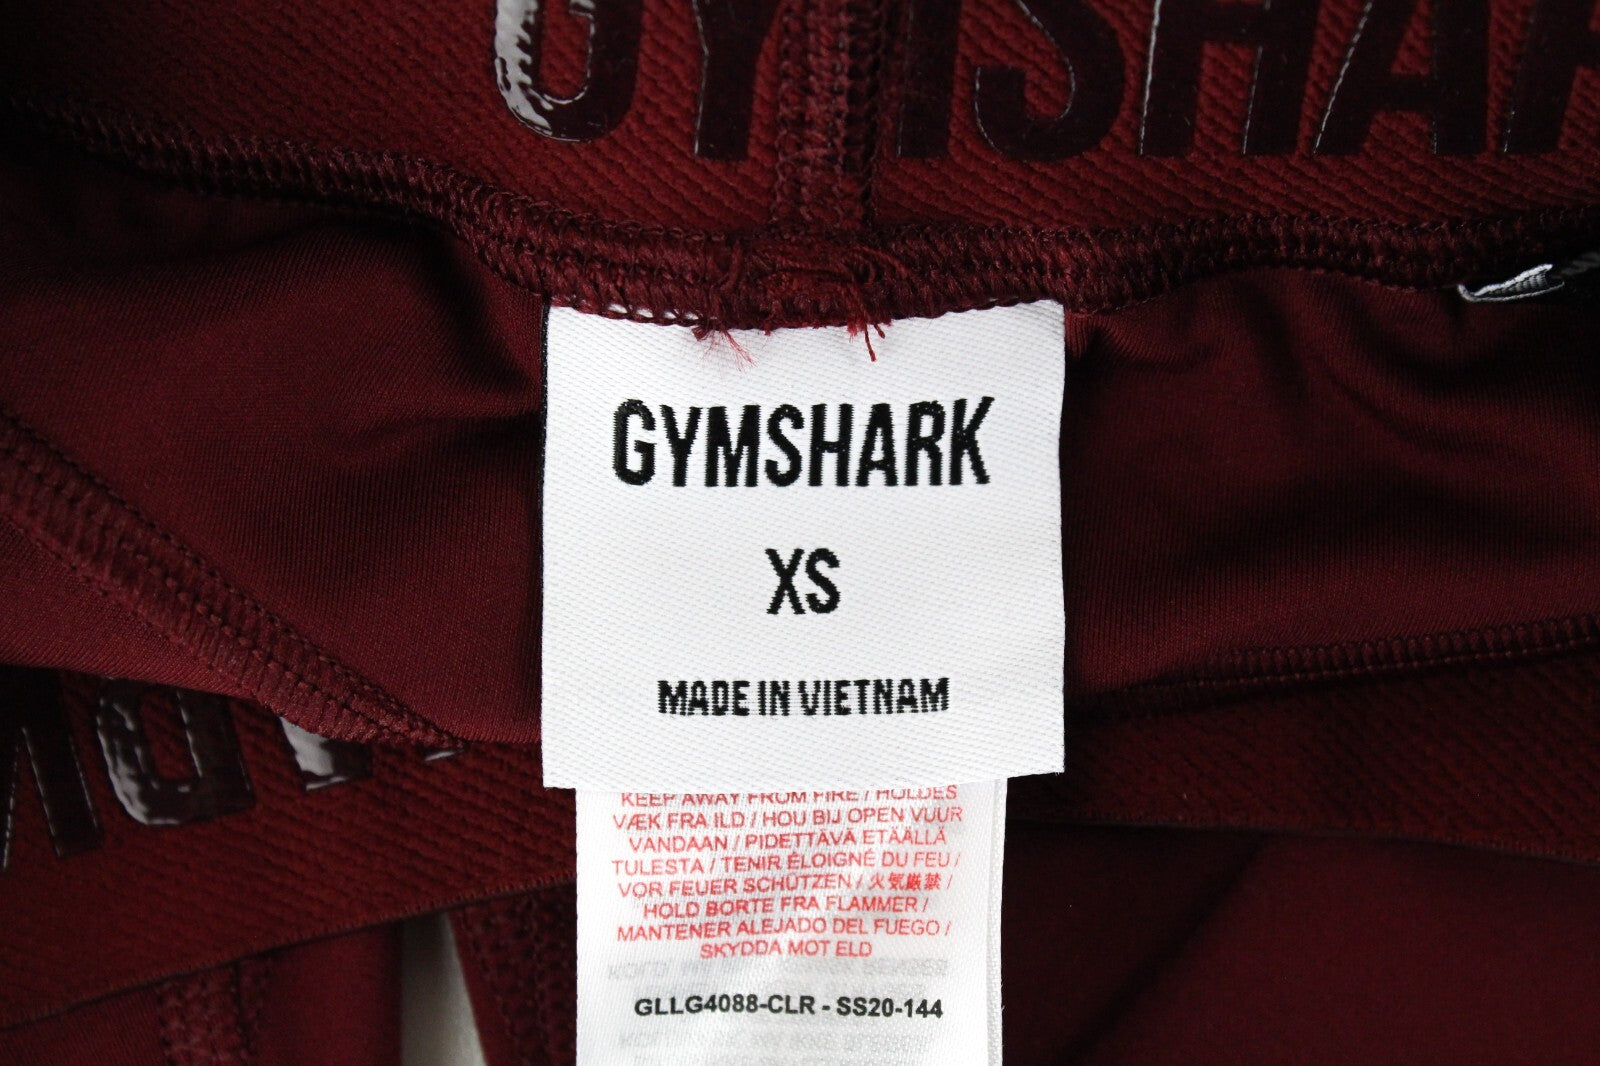 GYMSHAR
GYMSHARK
XS
MADE IN VIETNAM
KEEP AWAY FROM FIRE / HOLDES
VÆK FRA ILD / HOU BIJ OPEN VUUR
VANDAAN / PIDETTÄVÄ ETÄÄLLÄ
TULESTA / TENIR ÉLOIGNÉ DU FEU /
VOR FEUER SCHÜTZEN / 火気厳禁 /
HOLD BORTE FRA FLAMMER /
MANTENER ALEJADO DEL FUEGO /
SKYDDA MOT ELD
GLLG4088-CLR - SS20-144